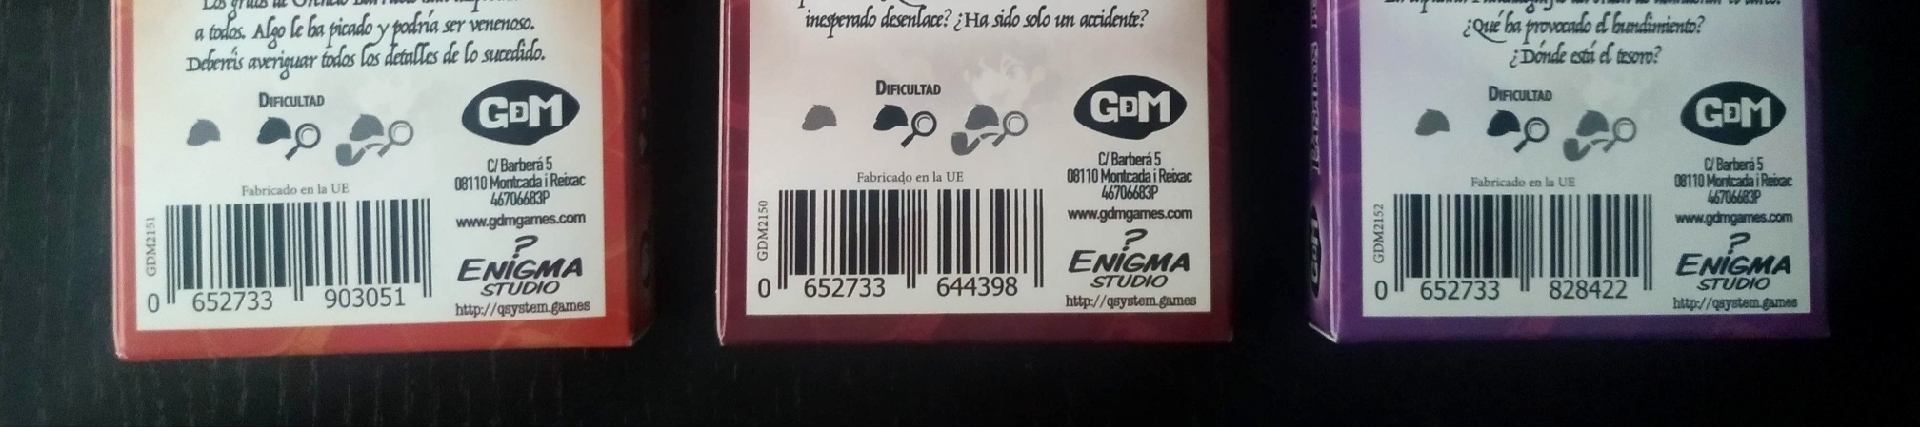 a todos. Algo le ha picado y podría ser venenoso.
Deberéis averiguar todos los detalles de lo sucedido.
DIFICULTAD
GDM
C/ Barberá 5
08110 Montcada i Reixac
46706683P
www.gdmgames.com
Fabricado en la UE
GDM2151
0 652733 903051
ENIGMA
STUDIO
http://qsystem.games
inesperado desenlace? ¿Ha sido solo un accidente?
DIFICULTAD
GDM
C/ Barberá 5
08110 Montcada i Reixac
46706683P
www.gdmgames.com
Fabricado en la UE
GDM2150
0 652733 644398
ENIGMA
STUDIO
http://qsystem.games
¿Qué ha provocado el hundimiento?
¿Dónde está el tesoro?
DIFICULTAD
GDM
C/ Barberá 5
08110 Montcada i Reixac
46706683P
www.gdmgames.com
Fabricado en la UE
GDM2152
0 652733 828422
ENIGMA
STUDIO
http://qsystem.games
GDM